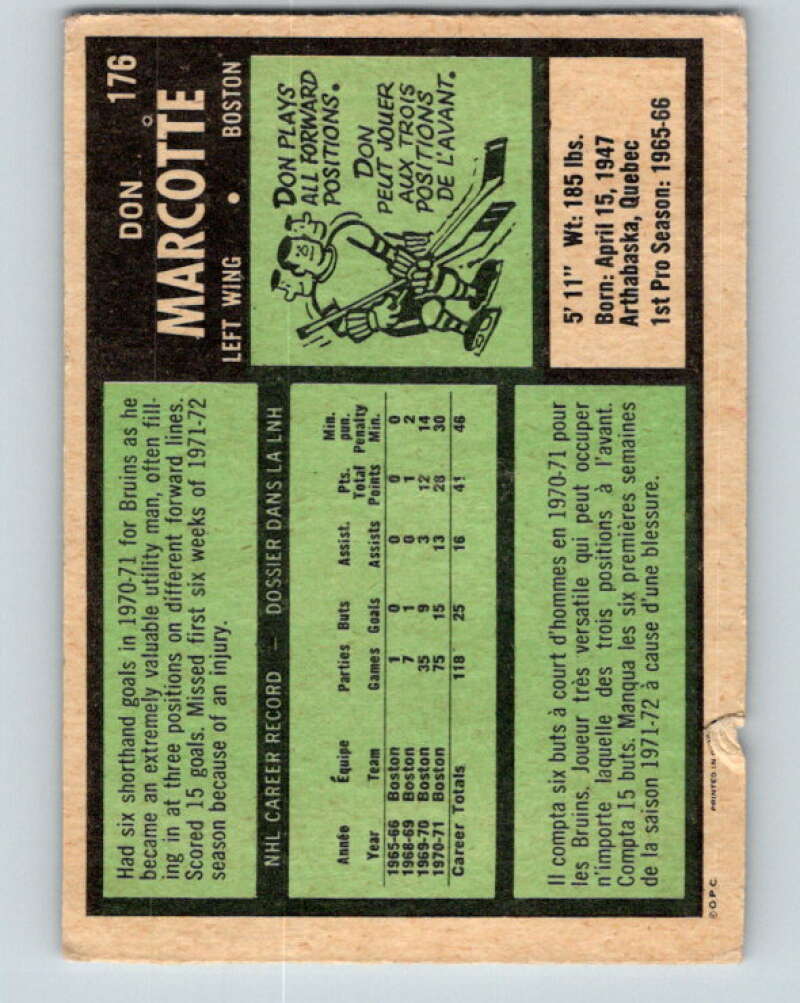 DON 176
MARCOTTE
LEFT WING • BOSTON
DON PLAYS
ALL FORWARD
POSITIONS.
DON
PEUT JOUER
AUX TROIS
POSITIONS
DE L'AVANT.
5' 11" Wt: 185 lbs.
Born: April 15, 1947
Arthabaska, Quebec
1st Pro Season: 1965-66
Had six shorthand goals in 1970-71 for Bruins as he
became an extremely valuable utility man, often fill-
ing in at three positions on different forward lines.
Scored 15 goals. Missed first six weeks of 1971-72
season because of an injury.
NHL CAREER RECORD — DOSSIER DANS LA LNH
Min.
Pts. pun.
Année Équipe Parties Buts Assist. Total Penalty
Year Team Games Goals Assists Points Min.
1965-66 Boston 1 0 0 0 0
1968-69 Boston 7 1 0 1 2
1969-70 Boston 35 9 3 12 14
1970-71 Boston 75 15 13 28 30
Career Totals 118 25 16 41 46
Il compta six buts à court d'hommes en 1970-71 pour
les Bruins. Joueur très versatile qui peut occuper
n'importe laquelle des trois positions à l'avant.
Compta 15 buts. Manqua les six premières semaines
de la saison 1971-72 à cause d'une blessure.
© O.P.C. PRINTED IN